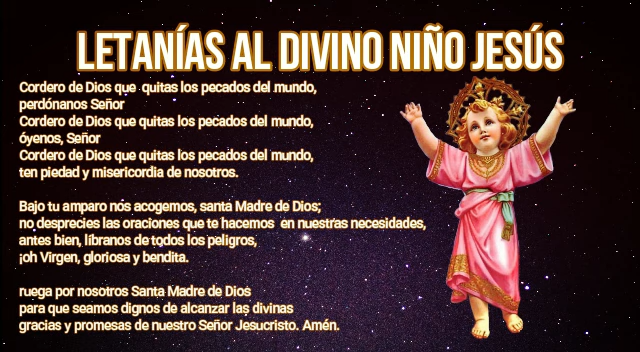 LETANÍAS AL DIVINO NIÑO JESÚS
Cordero de Dios que quitas los pecados del mundo,
perdónanos Señor
Cordero de Dios que quitas los pecados del mundo,
óyenos, Señor
Cordero de Dios que quitas los pecados del mundo,
ten piedad y misericordia de nosotros.
Bajo tu amparo nos acogemos, santa Madre de Dios;
no desprecies las oraciones que te hacemos en nuestras necesidades,
antes bien, líbranos de todos los peligros,
¡oh Virgen, gloriosa y bendita.
ruega por nosotros Santa Madre de Dios
para que seamos dignos de alcanzar las divinas
gracias y promesas de nuestro Señor Jesucristo. Amén.